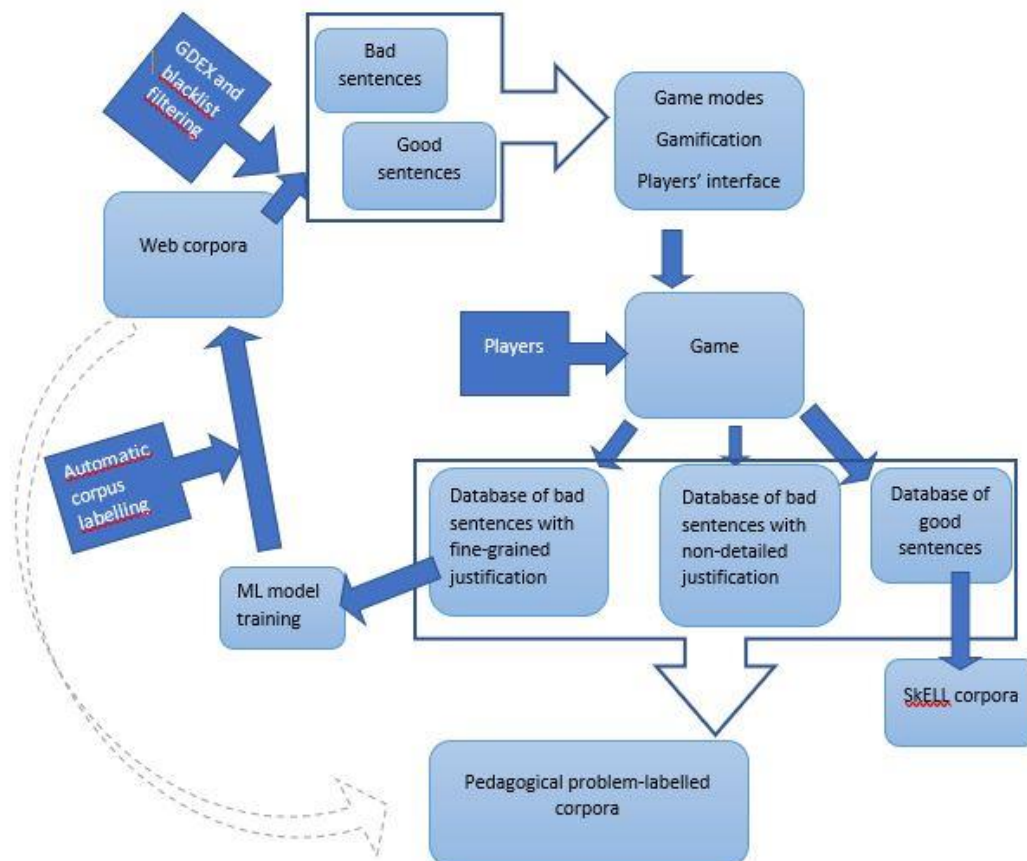 GDEX and
blacklist
filtering
Bad
sentences
Good
sentences
Game modes
Gamification
Players’ interface
Web corpora
Players
Game
Automatic
corpus
labelling
Database of bad
sentences with
fine-grained
justification
Database of bad
sentences with
non-detailed
justification
Database of
good
sentences
ML model
training
SkELL corpora
Pedagogical problem-labelled
corpora